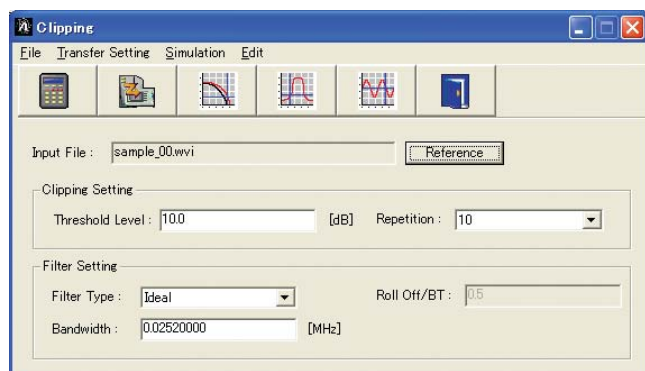 Clipping
File Transfer Setting Simulation Edit
Input File : sample_00.wvi Reference
Clipping Setting
Threshold Level : 10.0 [dB] Repetition : 10
Filter Setting
Filter Type : Ideal Roll Off/BT : 0.5
Bandwidth : 0.02520000 [MHz]